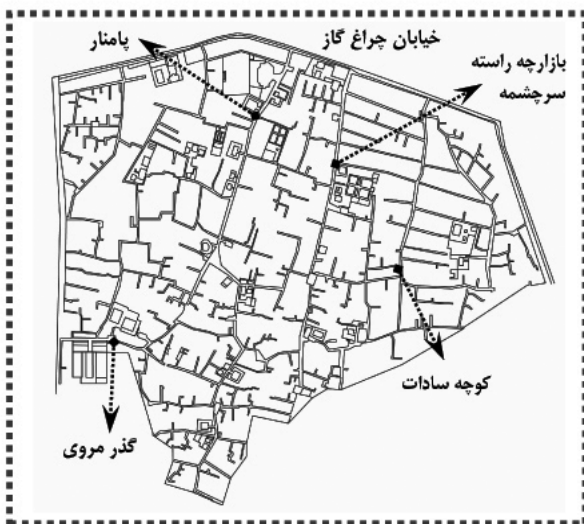 خیابان چراغ گاز
پامنار
بازارچه راسته
سرچشمه
کوچه سادات
گذر مروی